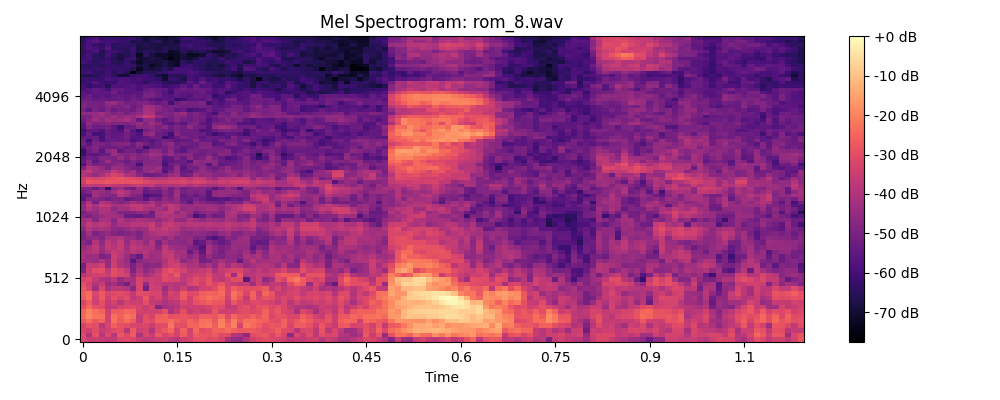 Mel Spectrogram: rom_8.wav
Hz
4096
2048
1024
512
0
0
0.15
0.3
0.45
0.6
0.75
0.9
1.1
Time
+0 dB
-10 dB
-20 dB
-30 dB
-40 dB
-50 dB
-60 dB
-70 dB